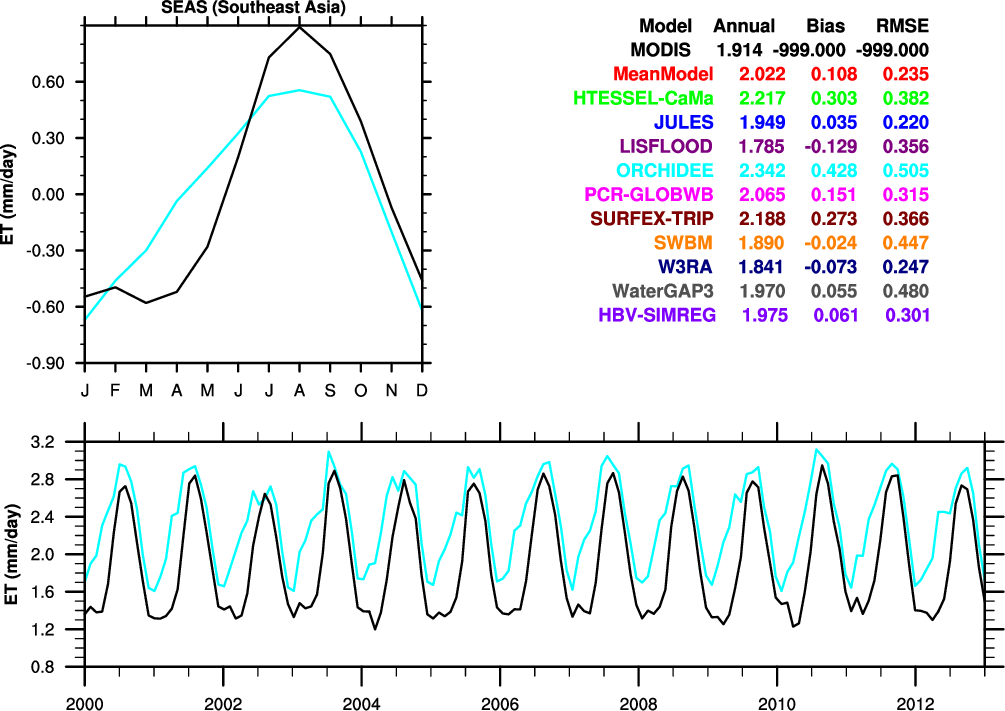 SEAS (Southeast Asia)
ET (mm/day)
0.60
0.30
0.00
-0.30
-0.60
-0.90
J F M A M J J A S O N D
Model Annual Bias RMSE
MODIS 1.914 -999.000 -999.000
MeanModel 2.022 0.108 0.235
HTESSEL-CaMa 2.217 0.303 0.382
JULES 1.949 0.035 0.220
LISFLOOD 1.785 -0.129 0.356
ORCHIDEE 2.342 0.428 0.505
PCR-GLOBWB 2.065 0.151 0.315
SURFEX-TRIP 2.188 0.273 0.366
SWBM 1.890 -0.024 0.447
W3RA 1.841 -0.073 0.247
WaterGAP3 1.970 0.055 0.480
HBV-SIMREG 1.975 0.061 0.301
ET (mm/day)
3.2
2.8
2.4
2.0
1.6
1.2
0.8
2000 2002 2004 2006 2008 2010 2012